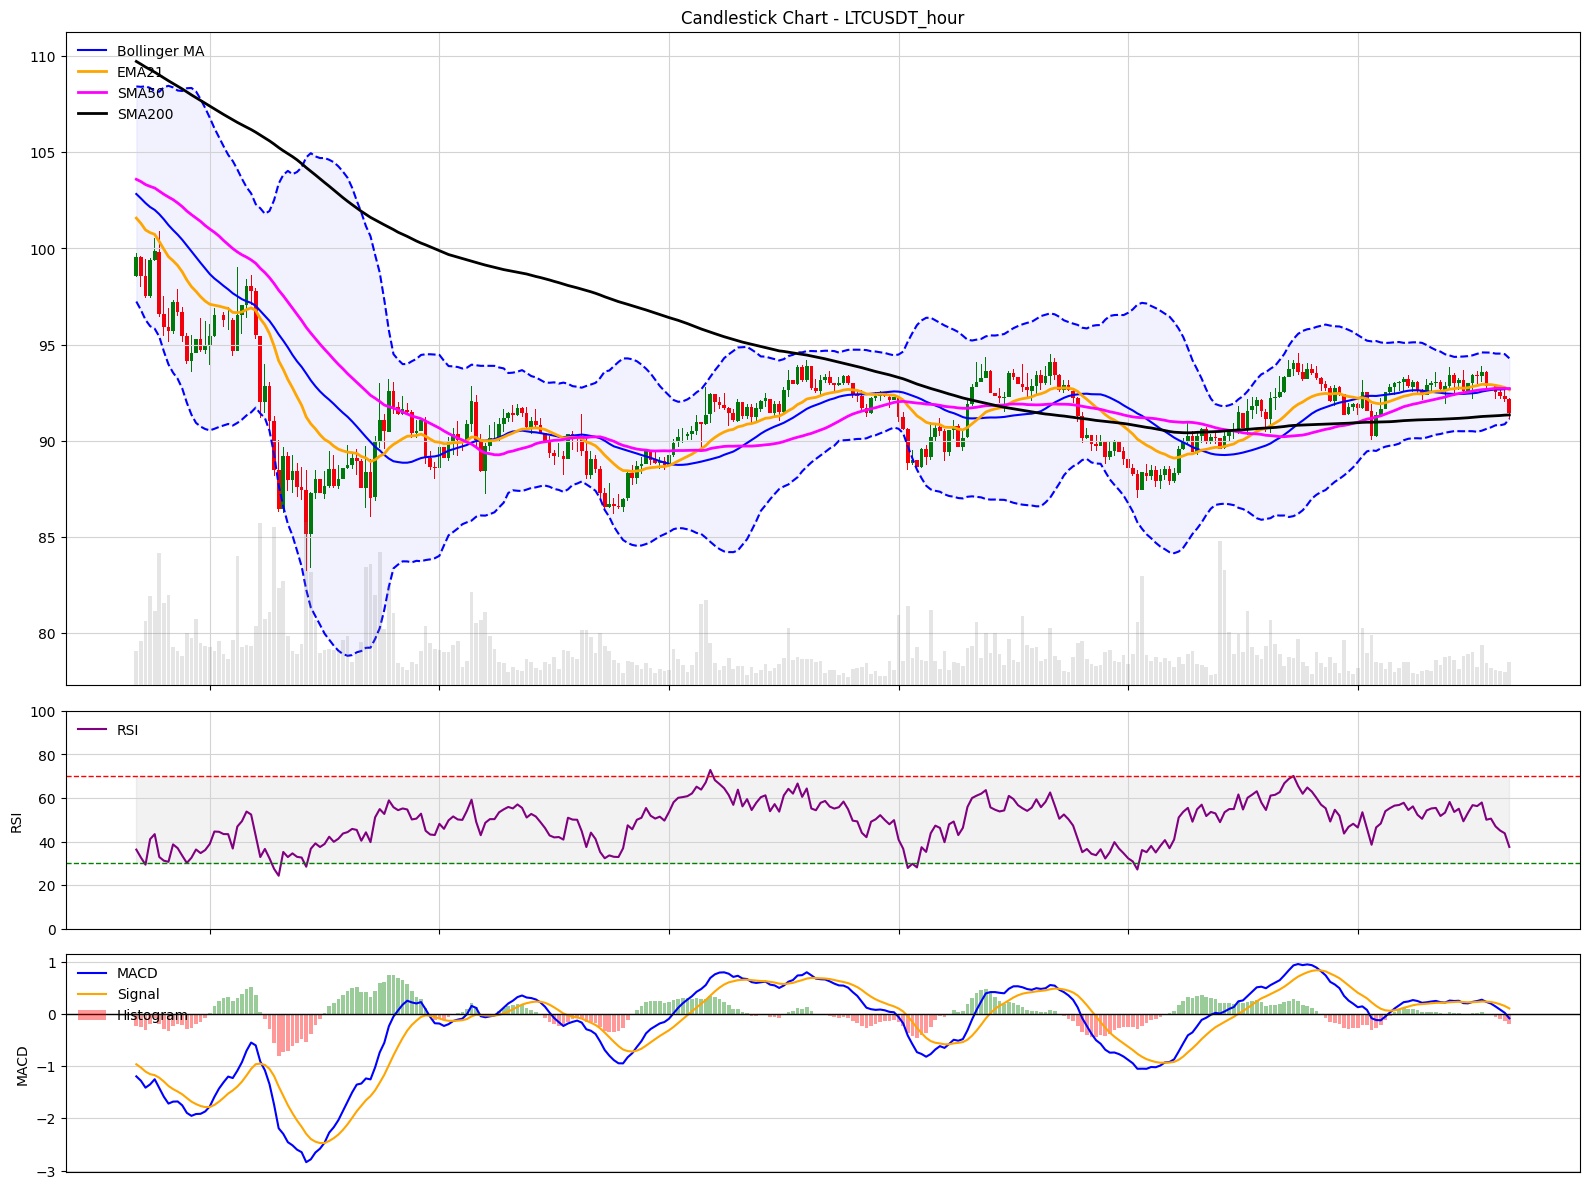 Candlestick Chart - LTCUSDT_hour
110
105
100
95
90
85
80
Bollinger MA
EMA21
SMA50
SMA200
RSI
100
80
60
40
20
0
RSI
MACD
1
0
−1
−2
−3
MACD
Signal
Histogram